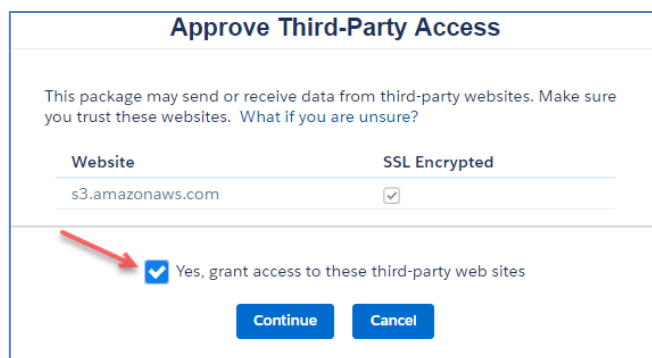 Approve Third-Party Access
This package may send or receive data from third-party websites. Make sure
you trust these websites. What if you are unsure?
Website SSL Encrypted
s3.amazonaws.com
Yes, grant access to these third-party web sites
Continue Cancel